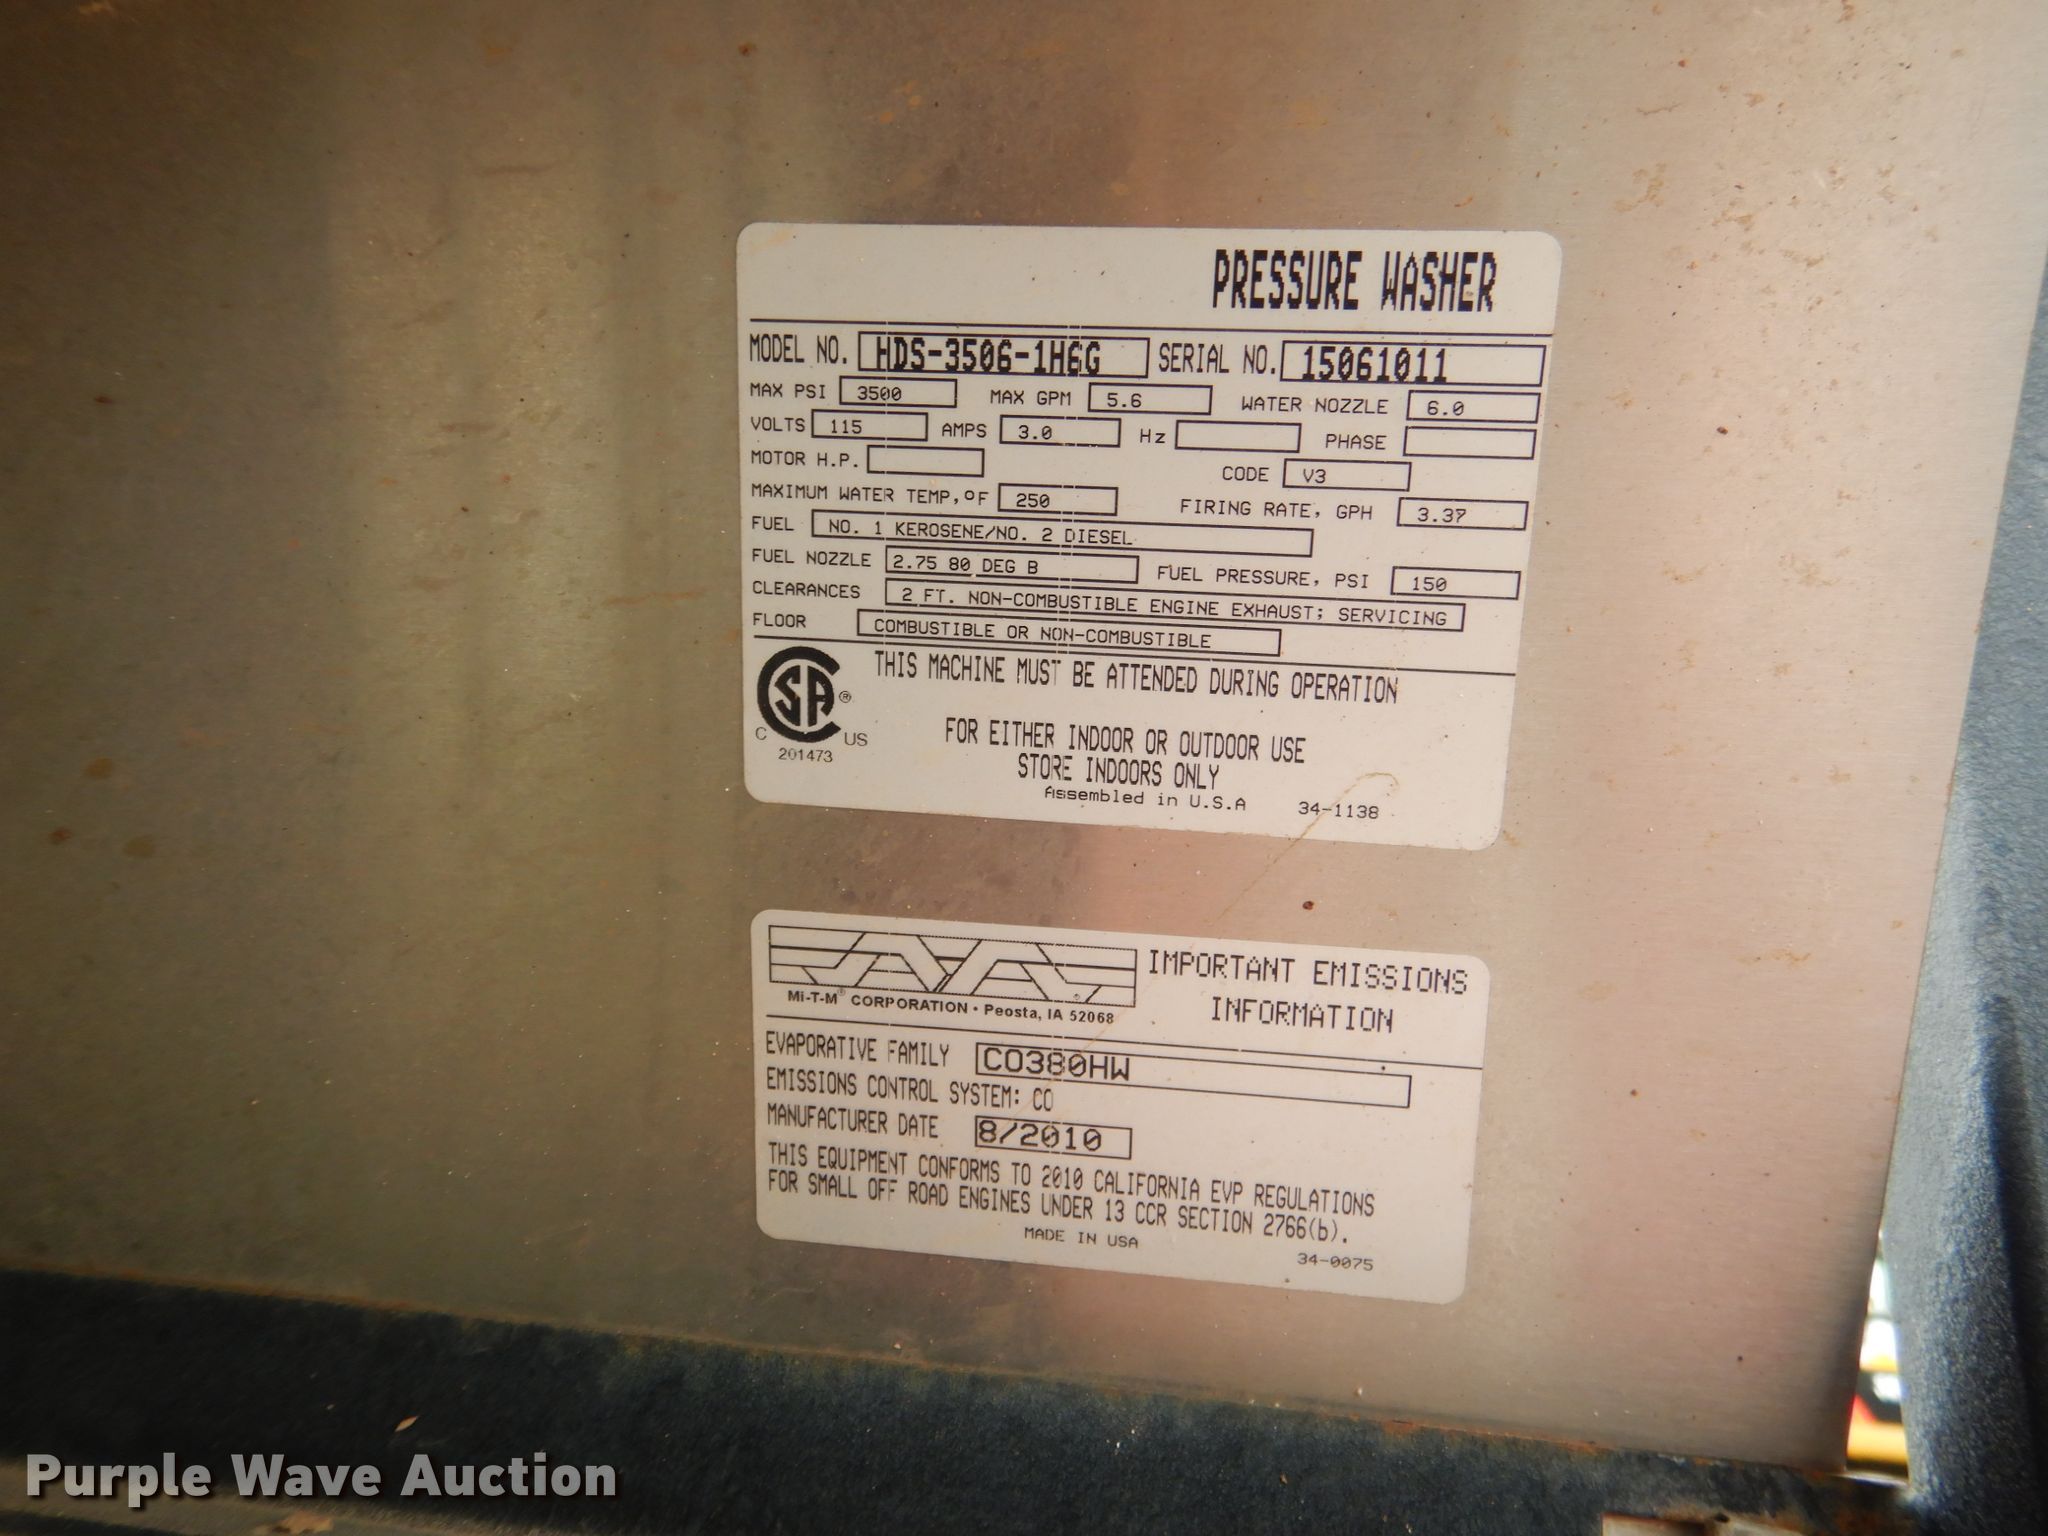 PRESSURE WASHER
MODEL NO. HDS-3506-1H6G SERIAL NO. 15061011
MAX PSI 3500 MAX GPM 5.6 WATER NOZZLE 6.0
VOLTS 115 AMPS 3.0 Hz PHASE
MOTOR H.P. CODE V3
MAXIMUM WATER TEMP,°F 250 FIRING RATE, GPH 3.37
FUEL NO. 1 KEROSENE/NO. 2 DIESEL
FUEL NOZZLE 2.75 80 DEG B FUEL PRESSURE, PSI 150
CLEARANCES 2 FT. NON-COMBUSTIBLE ENGINE EXHAUST; SERVICING
FLOOR COMBUSTIBLE OR NON-COMBUSTIBLE
SA®
C US
201473
THIS MACHINE MUST BE ATTENDED DURING OPERATION
FOR EITHER INDOOR OR OUTDOOR USE
STORE INDOORS ONLY
Assembled in U.S.A 34-1138
Mi-T-M® CORPORATION • Peosta, IA 52068
IMPORTANT EMISSIONS
INFORMATION
EVAPORATIVE FAMILY CO380HW
EMISSIONS CONTROL SYSTEM: CO
MANUFACTURER DATE 8/2010
THIS EQUIPMENT CONFORMS TO 2010 CALIFORNIA EVP REGULATIONS
FOR SMALL OFF ROAD ENGINES UNDER 13 CCR SECTION 2766(b).
MADE IN USA
34-0075
Purple Wave Auction